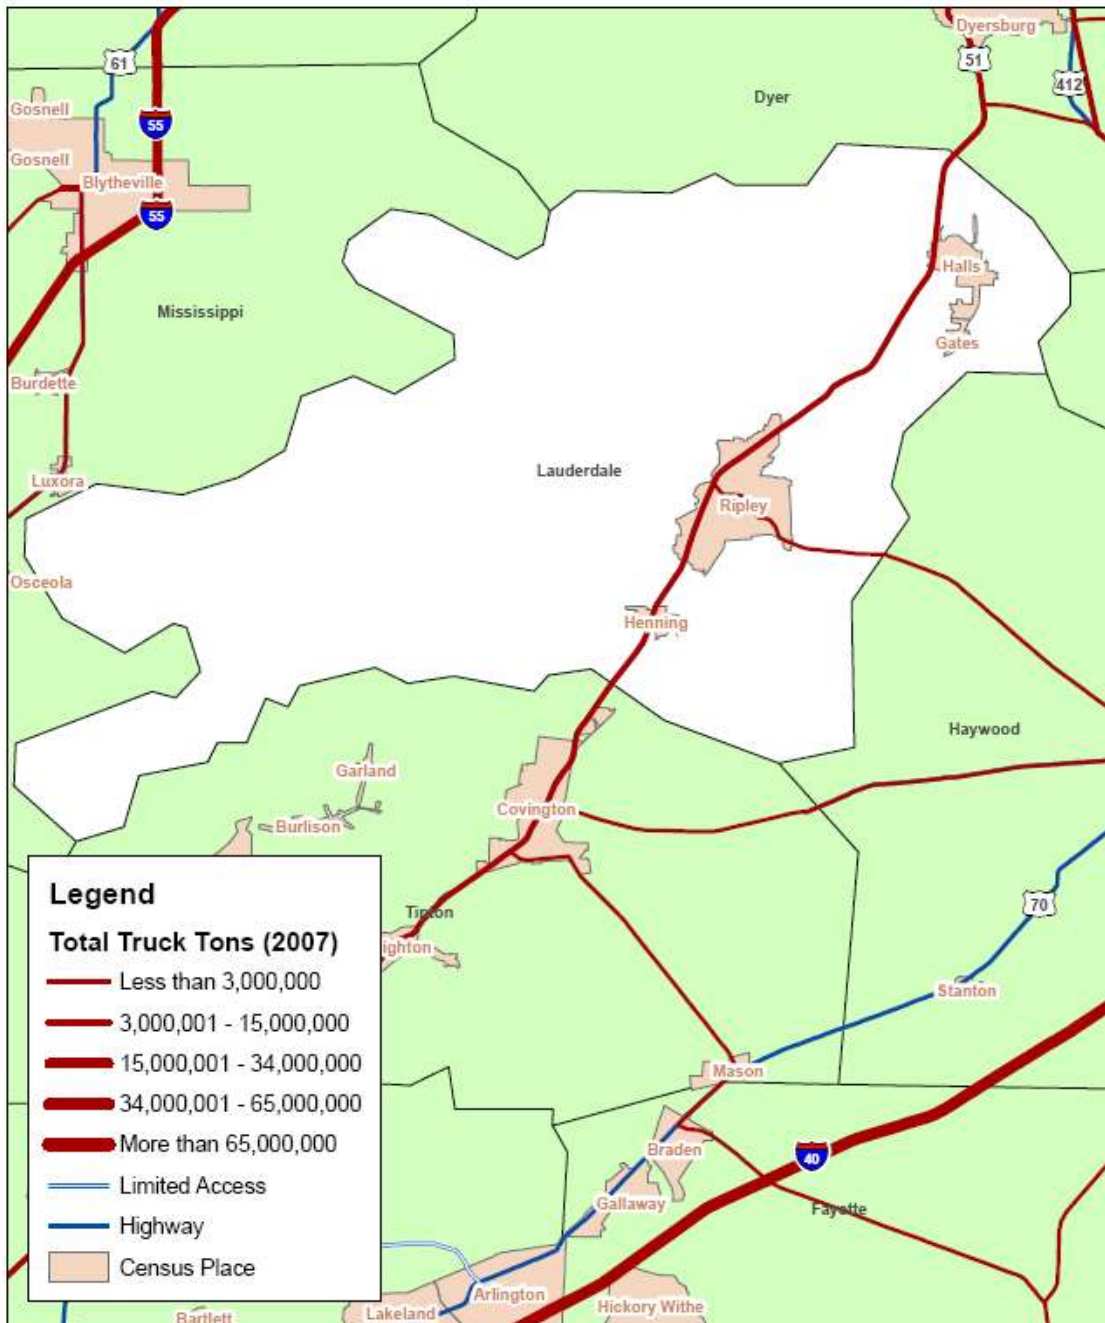 Dyersburg
61
51
412
Dyer
Gosnell
55
Gosnell
Blytheville
55
Halls
Mississippi
Gates
Burdette
Lauderdale
Luxora
Ripley
Osceola
Henning
Haywood
Garland
Covington
Burlison
Legend
Tipton
70
Total Truck Tons (2007)
ighton
Less than 3,000,000
Stanton
3,000,001 - 15,000,000
15,000,001 - 34,000,000
Mason
34,000,001 - 65,000,000
More than 65,000,000
Braden
40
Limited Access
Gallaway
Fayette
Highway
Census Place
Arlington
Lakeland
Hickory Withe
Bartlett